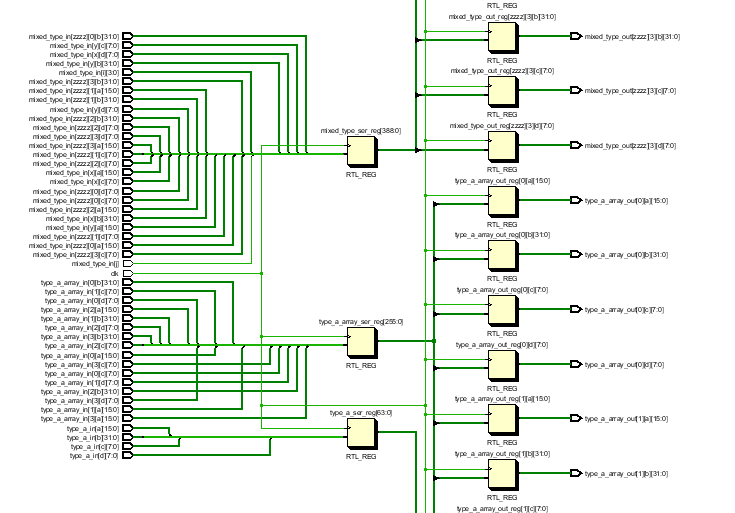 mixed_type_in[zzzz][0][b][31:0]
mixed_type_in[y][c][7:0]
mixed_type_in[x][d][7:0]
mixed_type_in[y][b][31:0]
mixed_type_in[i][3:0]
mixed_type_in[zzzz][3][b][31:0]
mixed_type_in[zzzz][1][a][15:0]
mixed_type_in[zzzz][1][b][31:0]
mixed_type_in[y][d][7:0]
mixed_type_in[zzzz][2][b][31:0]
mixed_type_in[zzzz][2][d][7:0]
mixed_type_in[zzzz][3][d][7:0]
mixed_type_in[zzzz][3][a][15:0]
mixed_type_in[zzzz][1][c][7:0]
mixed_type_in[zzzz][2][c][7:0]
mixed_type_in[x][a][15:0]
mixed_type_in[x][c][7:0]
mixed_type_in[zzzz][0][d][7:0]
mixed_type_in[zzzz][0][c][7:0]
mixed_type_in[zzzz][2][a][15:0]
mixed_type_in[x][b][31:0]
mixed_type_in[y][a][15:0]
mixed_type_in[zzzz][1][d][7:0]
mixed_type_in[zzzz][0][a][15:0]
mixed_type_in[zzzz][3][c][7:0]
mixed_type_in[j]
clk
type_a_array_in[0][b][31:0]
type_a_array_in[1][c][7:0]
type_a_array_in[0][d][7:0]
type_a_array_in[2][a][15:0]
type_a_array_in[1][b][31:0]
type_a_array_in[2][d][7:0]
type_a_array_in[3][b][31:0]
type_a_array_in[2][c][7:0]
type_a_array_in[0][a][15:0]
type_a_array_in[3][c][7:0]
type_a_array_in[0][c][7:0]
type_a_array_in[1][d][7:0]
type_a_array_in[2][b][31:0]
type_a_array_in[3][d][7:0]
type_a_array_in[1][a][15:0]
type_a_array_in[3][a][15:0]
type_a_in[a][15:0]
type_a_in[b][31:0]
type_a_in[c][7:0]
type_a_in[d][7:0]
mixed_type_ser_reg[388:0]
RTL_REG
type_a_array_ser_reg[255:0]
RTL_REG
type_a_ser_reg[63:0]
RTL_REG
RTL_REG
mixed_type_out_reg[zzzz][3][b][31:0]
mixed_type_out[zzzz][3][b][31:0]
RTL_REG
mixed_type_out_reg[zzzz][3][c][7:0]
mixed_type_out[zzzz][3][c][7:0]
RTL_REG
mixed_type_out_reg[zzzz][3][d][7:0]
mixed_type_out[zzzz][3][d][7:0]
RTL_REG
type_a_array_out_reg[0][a][15:0]
type_a_array_out[0][a][15:0]
RTL_REG
type_a_array_out_reg[0][b][31:0]
type_a_array_out[0][b][31:0]
RTL_REG
type_a_array_out_reg[0][c][7:0]
type_a_array_out[0][c][7:0]
RTL_REG
type_a_array_out_reg[0][d][7:0]
type_a_array_out[0][d][7:0]
RTL_REG
type_a_array_out_reg[1][a][15:0]
type_a_array_out[1][a][15:0]
RTL_REG
type_a_array_out_reg[1][b][31:0]
type_a_array_out[1][b][31:0]
RTL_REG
type_a_array_out_reg[1][c][7:0]